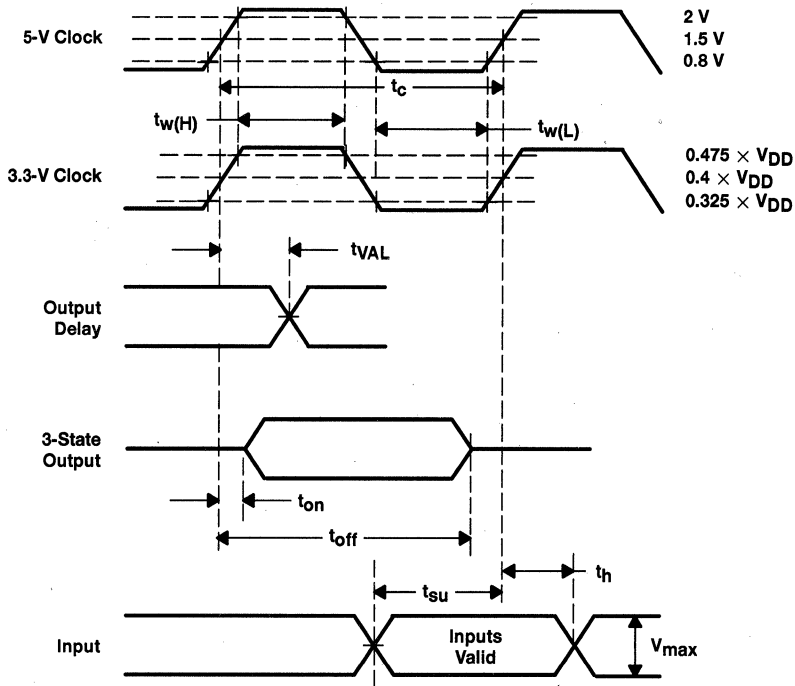 5-V Clock
2 V
1.5 V
0.8 V
tc
tw(H)
tw(L)
3.3-V Clock
0.475 × VDD
0.4 × VDD
0.325 × VDD
tVAL
Output
Delay
3-State
Output
ton
toff
th
tsu
Input
Inputs
Valid
Vmax